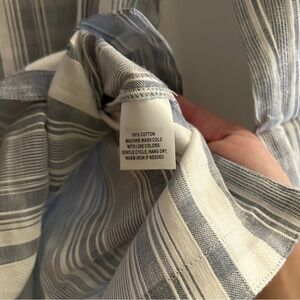 100% COTTON
MACHINE WASH COLD
WITH LIKE COLORS
GENTLE CYCLE, HANG DRY
WARM IRON IF NEEDED